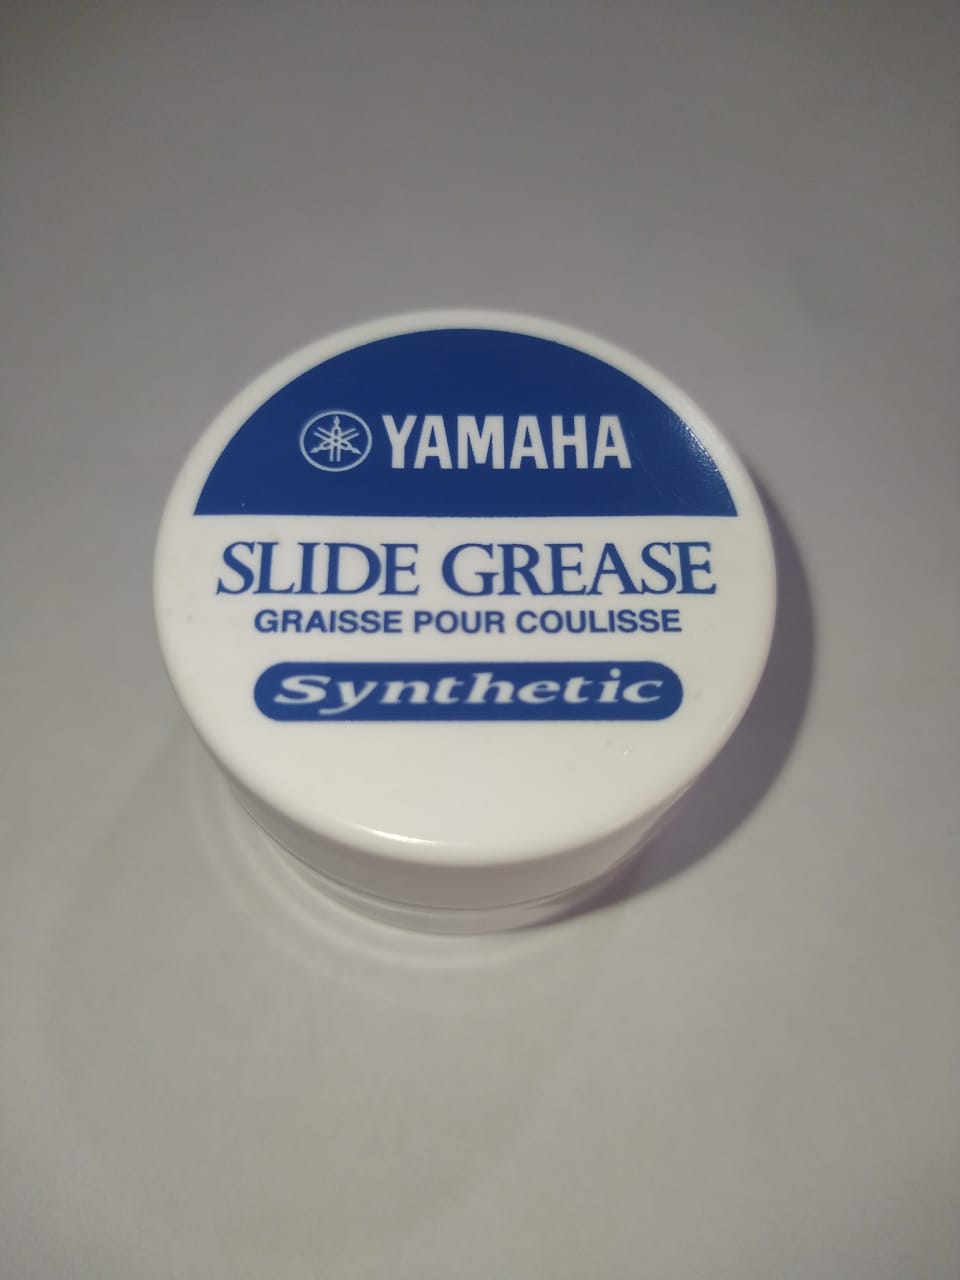 YAMAHA
SLIDE GREASE
GRAISSE POUR COULISSE
Synthetic